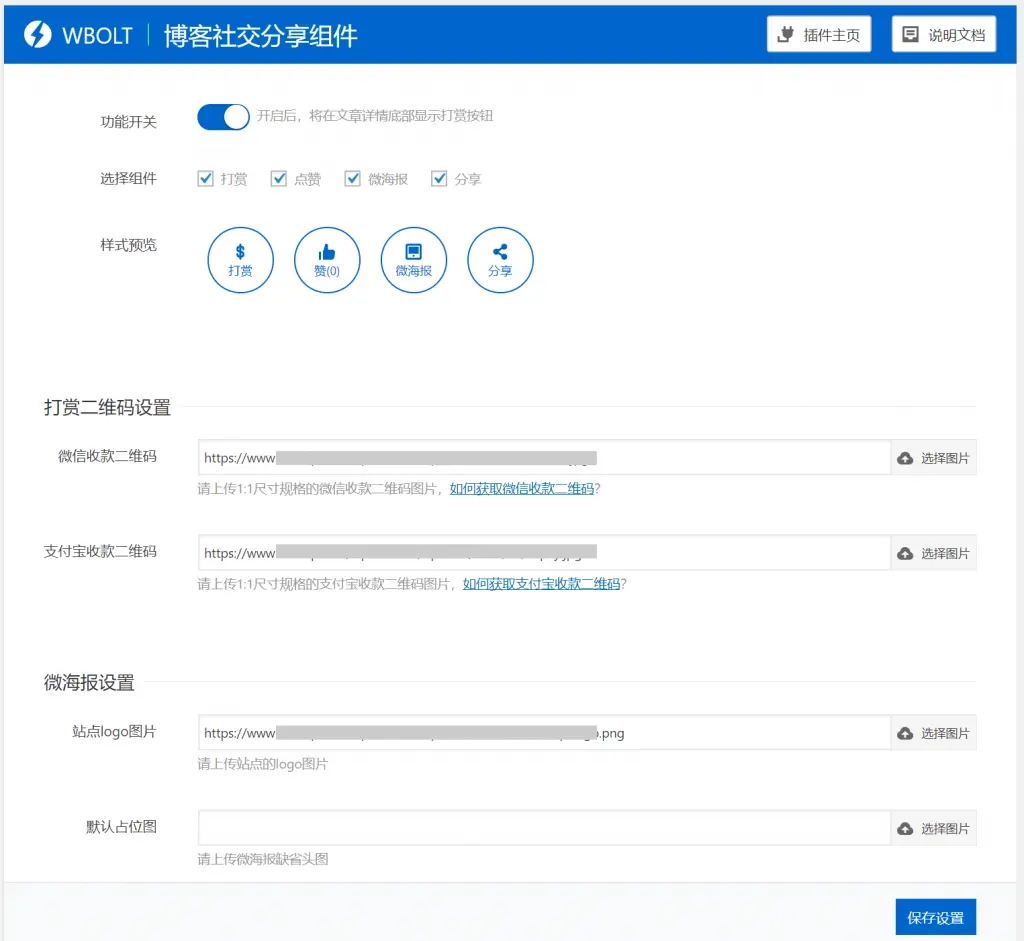 WBOLT 博客社交分享组件 插件主页 说明文档
功能开关 开启后，将在文章详情底部显示打赏按钮
选择组件 打赏 点赞 微海报 分享
样式预览
$
打赏 赞(0) 微海报 分享
打赏二维码设置
微信收款二维码 https://www 选择图片
请上传1:1尺寸规格的微信收款二维码图片，如何获取微信收款二维码?
支付宝收款二维码 https://www 选择图片
请上传1:1尺寸规格的支付宝收款二维码图片，如何获取支付宝收款二维码?
微海报设置
站点logo图片 https://www .png 选择图片
请上传站点的logo图片
默认占位图 选择图片
请上传微海报缺省头图
保存设置